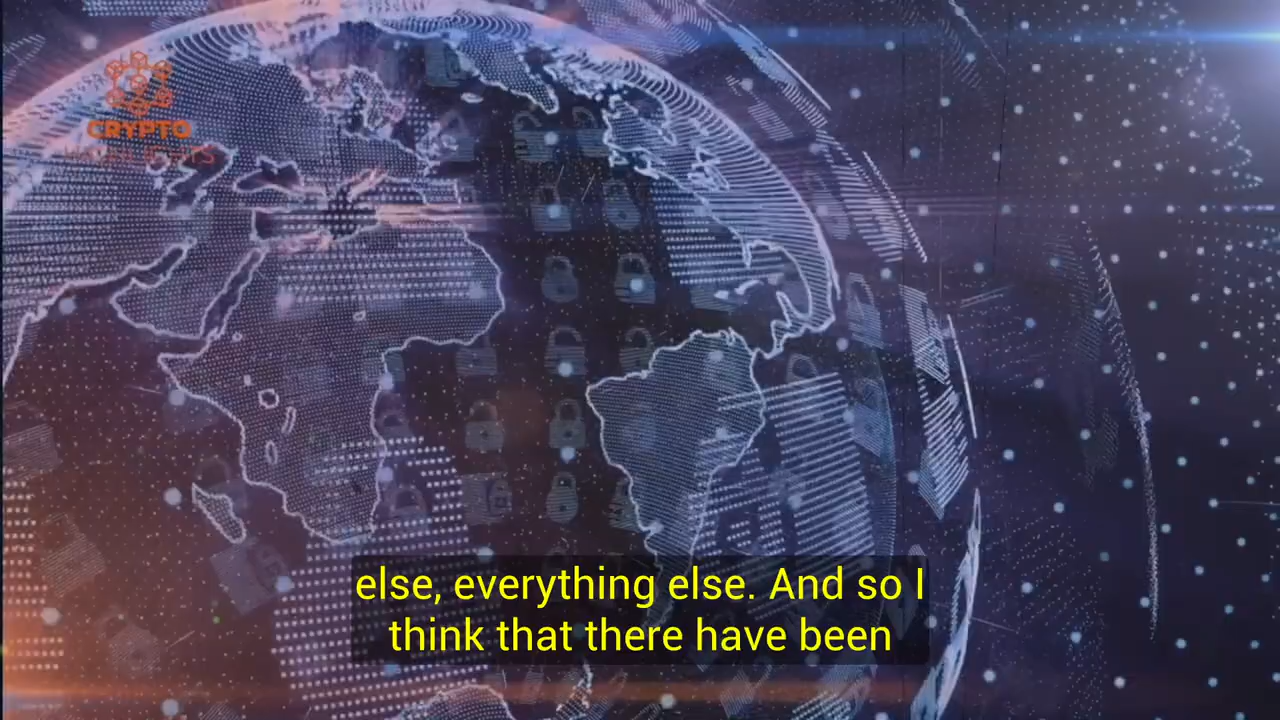 CRYPTO
else, everything else. And so I
think that there have been